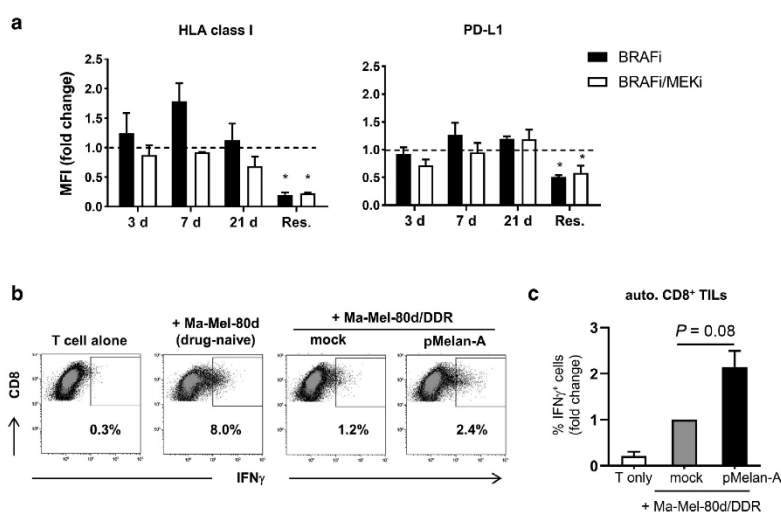 a
HLA class I
PD-L1
BRAFi
BRAFi/MEKi
MFI (fold change)
2.5
2.0
1.5
1.0
0.5
0.0
* *
3 d 7 d 21 d Res.
2.5
2.0
1.5
1.0
0.5
0.0
* *
3 d 7 d 21 d Res.
b
T cell alone
+ Ma-Mel-80d
(drug-naive)
+ Ma-Mel-80d/DDR
mock pMelan-A
CD8
0.3%
8.0%
1.2%
2.4%
IFNγ
c
auto. CD8⁺ TILs
P = 0.08
% IFNγ⁺ cells
(fold change)
3
2
1
0
T only mock pMelan-A
+ Ma-Mel-80d/DDR